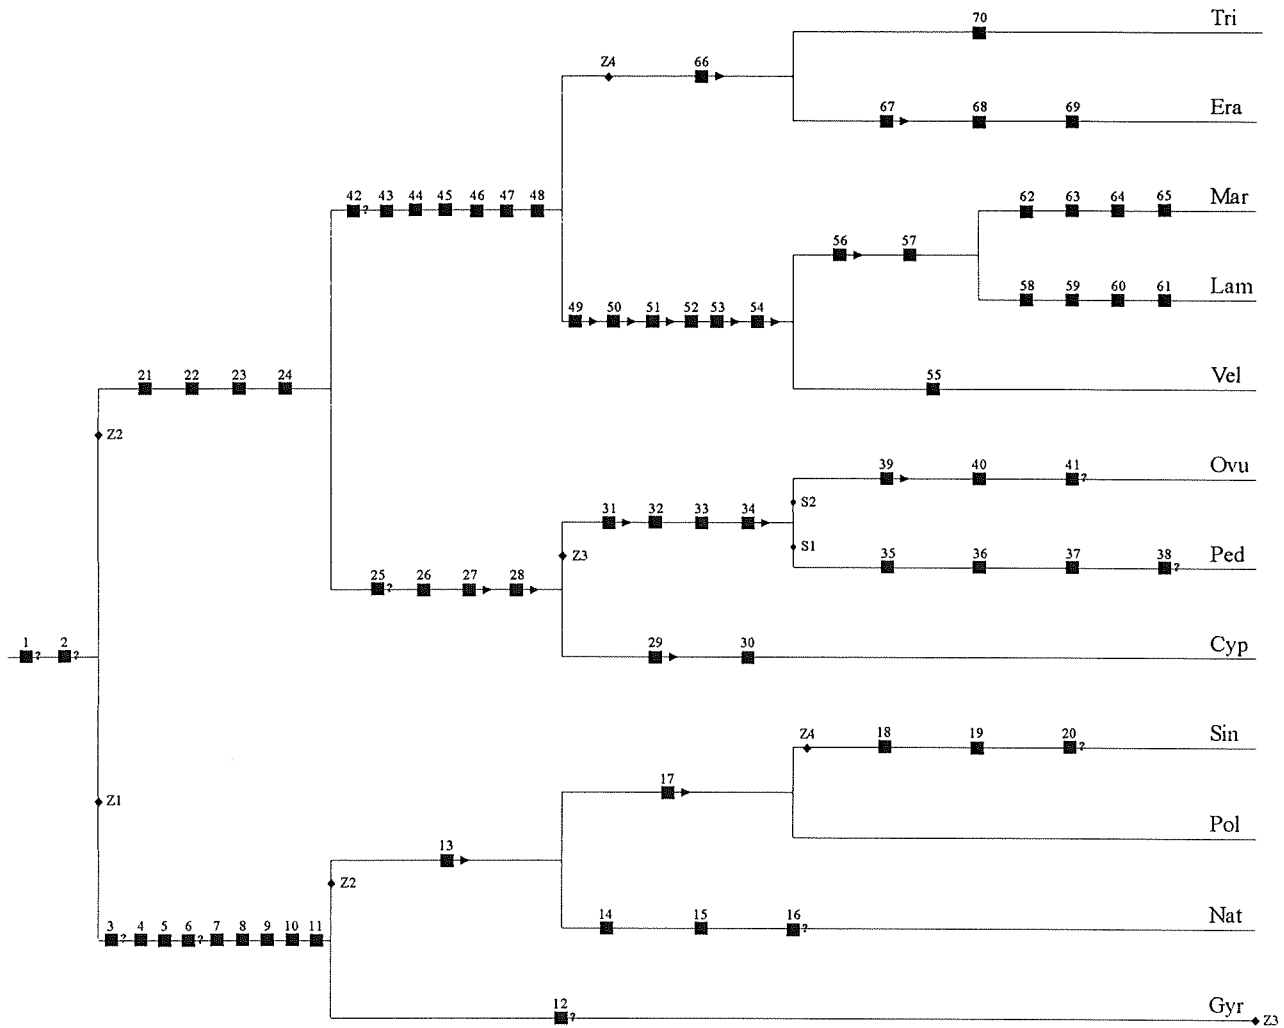 70 Tri
Z4 66
67 68 69 Era
42? 43 44 45 46 47 48
62 63 64 65 Mar
56 57
58 59 60 61 Lam
49 50 51 52 53 54
21 22 23 24
55 Vel
Z2
39 40 41? Ovu
S2
31 32 33 34
S1
Z3
35 36 37 38? Ped
25? 26 27 28
1? 2?
29 30 Cyp
Z4 18 19 20? Sin
17
Z1
Pol
13
Z2
3? 4 5 6? 7 8 9 10 11
14 15 16? Nat
12? Gyr
Z3